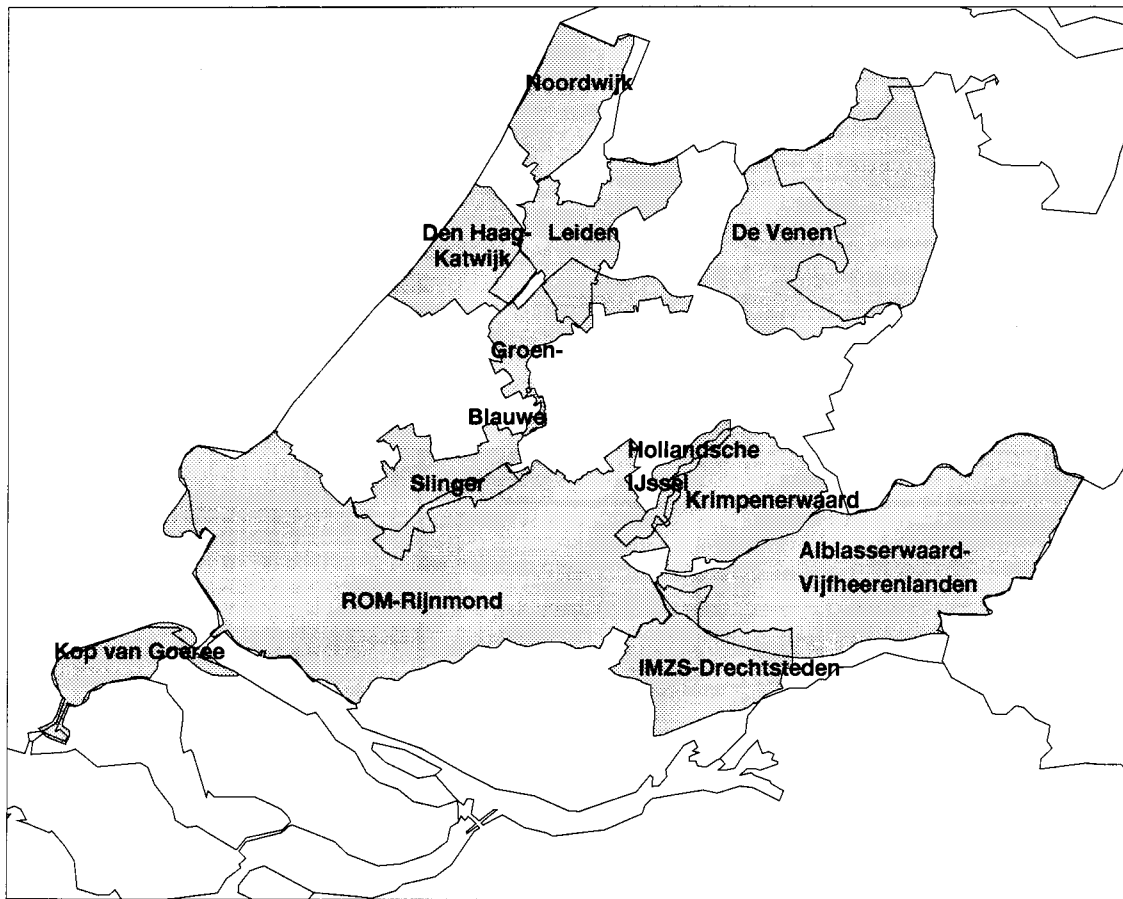 Noordwijk
Den Haag-
Katwijk
Leiden
De Venen
Groen-
Blauwe
Slinger
Hollandsche
IJssel
Krimpenerwaard
Alblasserwaard-
Vijfheerenlanden
ROM-Rijnmond
Kop van Goeree
IMZS-Drechtsteden